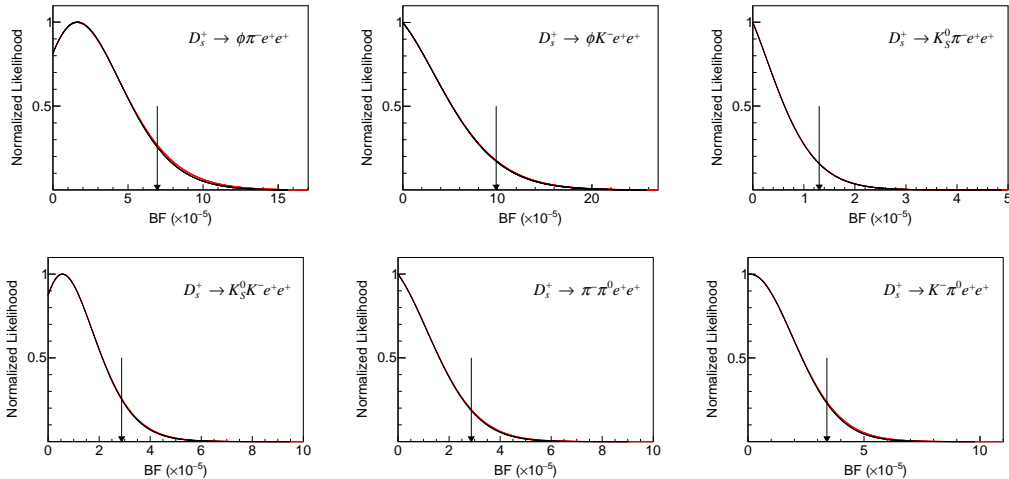 Normalized Likelihood
1
0.5
D_s^+ → ϕπ⁻e⁺e⁺
0 5 10 15
BF (×10⁻⁵)
Normalized Likelihood
1
0.5
D_s^+ → ϕK⁻e⁺e⁺
0 10 20
BF (×10⁻⁵)
Normalized Likelihood
1
0.5
D_s^+ → K_S^0π⁻e⁺e⁺
0 1 2 3 4 5
BF (×10⁻⁵)
Normalized Likelihood
1
0.5
D_s^+ → K_S^0K⁻e⁺e⁺
0 2 4 6 8 10
BF (×10⁻⁵)
Normalized Likelihood
1
0.5
D_s^+ → π⁻π⁰e⁺e⁺
0 2 4 6 8 10
BF (×10⁻⁵)
Normalized Likelihood
1
0.5
D_s^+ → K⁻π⁰e⁺e⁺
0 5 10
BF (×10⁻⁵)